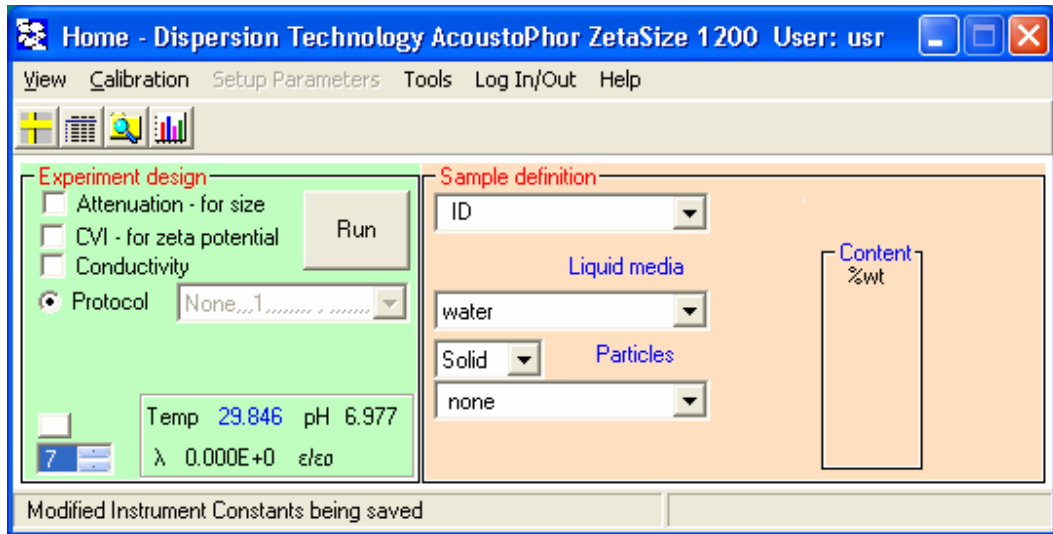 Home - Dispersion Technology AcoustoPhor ZetaSize 1200 User: usr
View Calibration Setup Parameters Tools Log In/Out Help
Experiment design
Attenuation - for size
CVI - for zeta potential
Run
Conductivity
Protocol
None,,,1,,,,,,,, , ,,,,,,,
Temp 29.846 pH 6.977
7
λ 0.000E+0 ε/εo
Sample definition
ID
Liquid media
water
Solid
Particles
none
Content
%wt
Modified Instrument Constants being saved